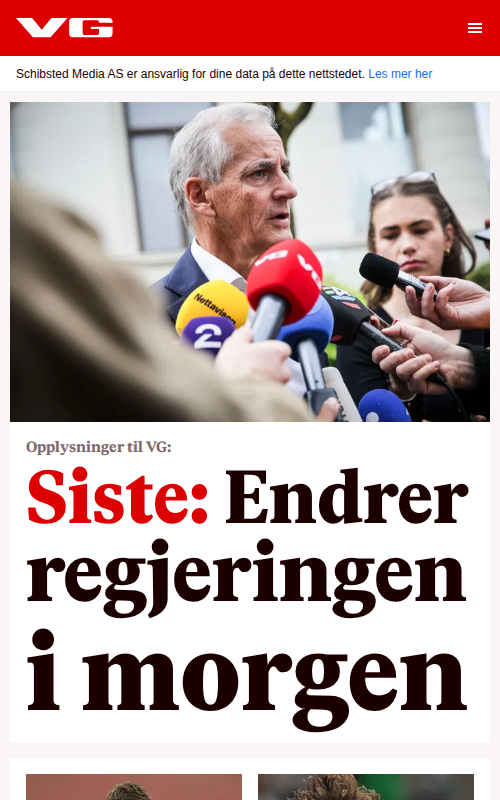 VG
Schibsted Media AS er ansvarlig for dine data på dette nettstedet. Les mer her
VG
Nettavisen
2
Opplysninger til VG:
Siste: Endrer
regjeringen
i morgen